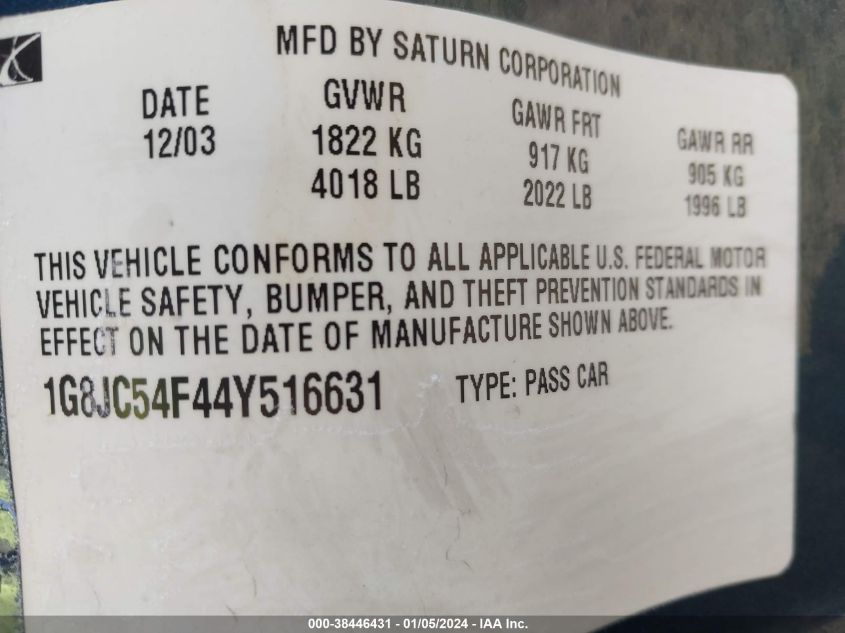 MFD BY SATURN CORPORATION
DATE GVWR GAWR FRT GAWR RR
12/03 1822 KG 917 KG 905 KG
4018 LB 2022 LB 1996 LB
THIS VEHICLE CONFORMS TO ALL APPLICABLE U.S. FEDERAL MOTOR
VEHICLE SAFETY, BUMPER, AND THEFT PREVENTION STANDARDS IN
EFFECT ON THE DATE OF MANUFACTURE SHOWN ABOVE.
1G8JC54F44Y516631 TYPE: PASS CAR
000-38446431 - 01/05/2024 - IAA Inc.